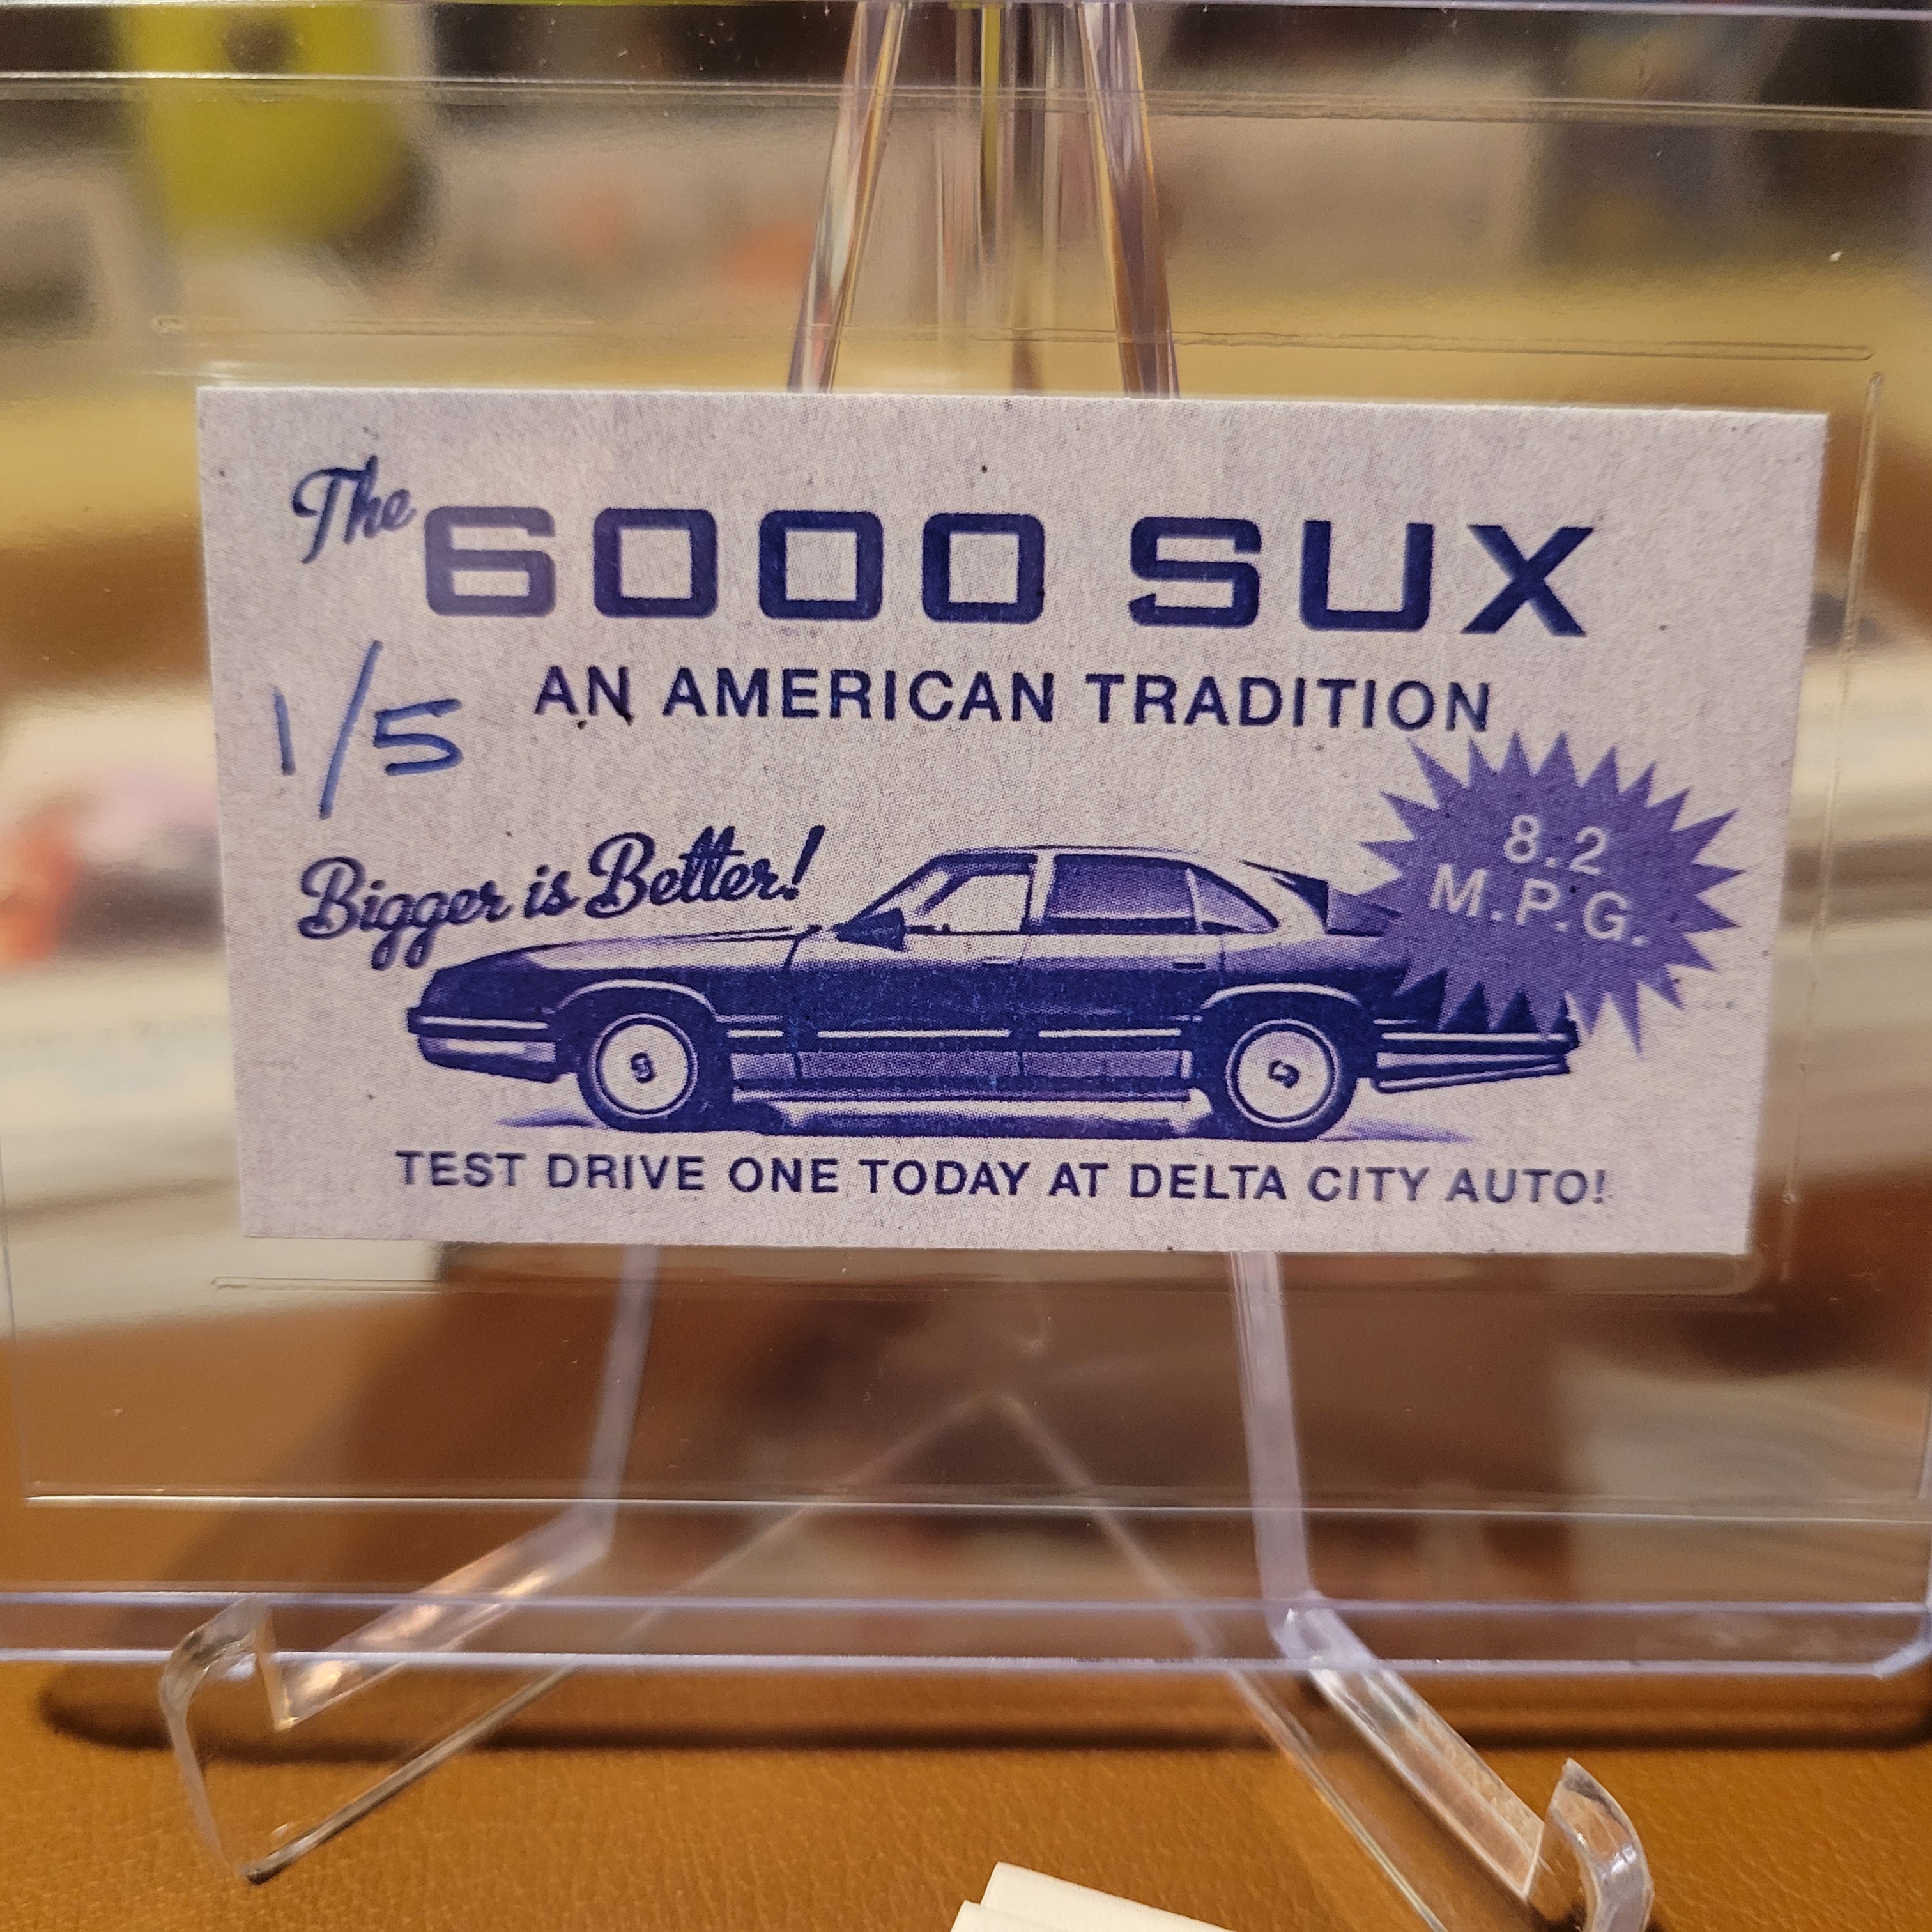 The 6000 SUX
AN AMERICAN TRADITION
1/5
Bigger is Better!
8.2
M.P.G.
TEST DRIVE ONE TODAY AT DELTA CITY AUTO!